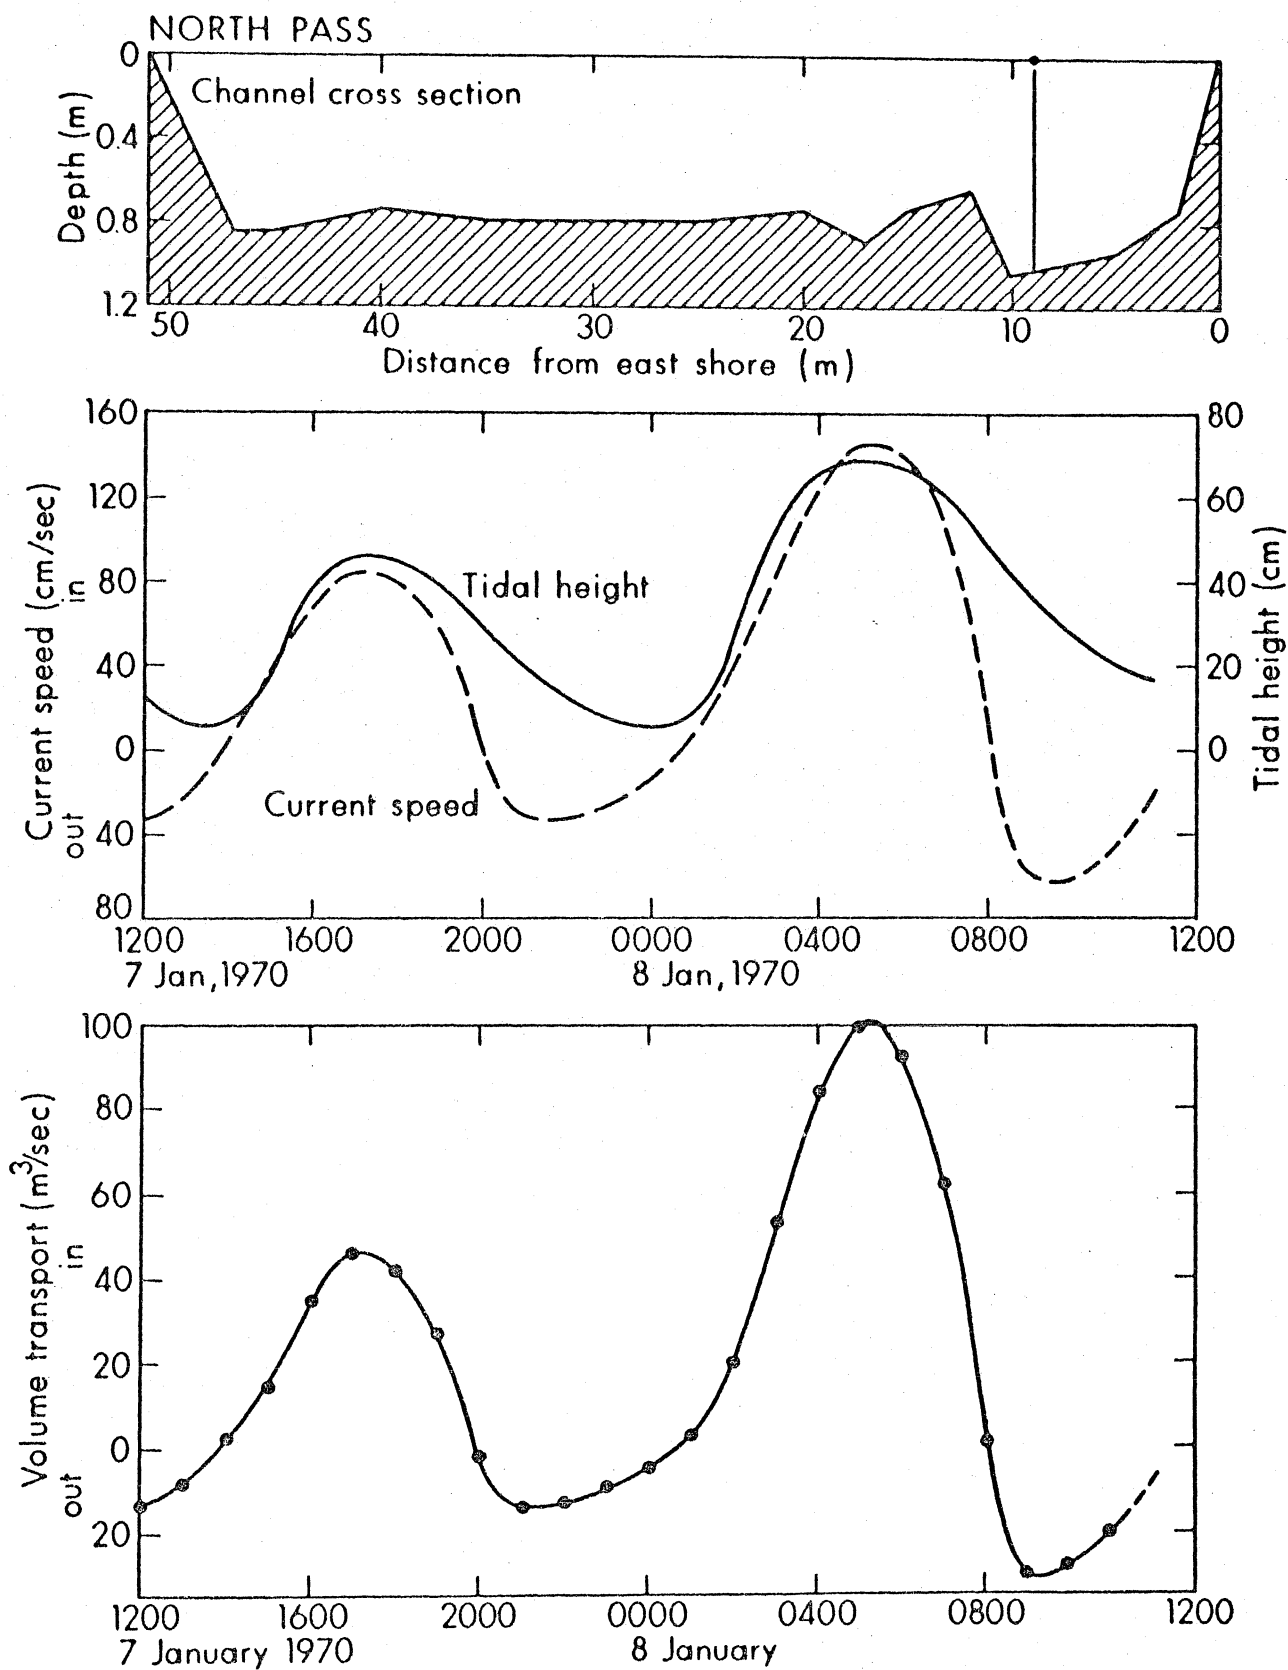 NORTH PASS
Channel cross section
Depth (m)
0
0.4
0.8
1.2
50 40 30 20 10 0
Distance from east shore (m)
Current speed (cm/sec)
in
out
160
120
80
40
0
40
80
Tidal height
Current speed
80
60
40
20
0
Tidal height (cm)
1200 1600 2000 0000 0400 0800 1200
7 Jan, 1970 8 Jan, 1970
Volume transport (m³/sec)
in
out
100
80
60
40
20
0
20
1200 1600 2000 0000 0400 0800 1200
7 January 1970 8 January